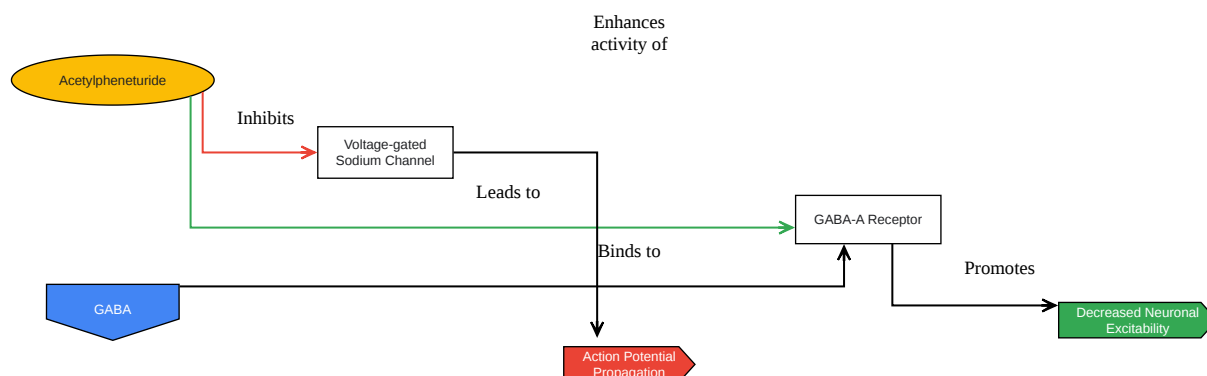 Enhances
activity of
Acetylpheneturide
Inhibits
Voltage-gated
Sodium Channel
Leads to
GABA-A Receptor
Binds to
Promotes
GABA
Decreased Neuronal
Excitability
Action Potential
Propagation